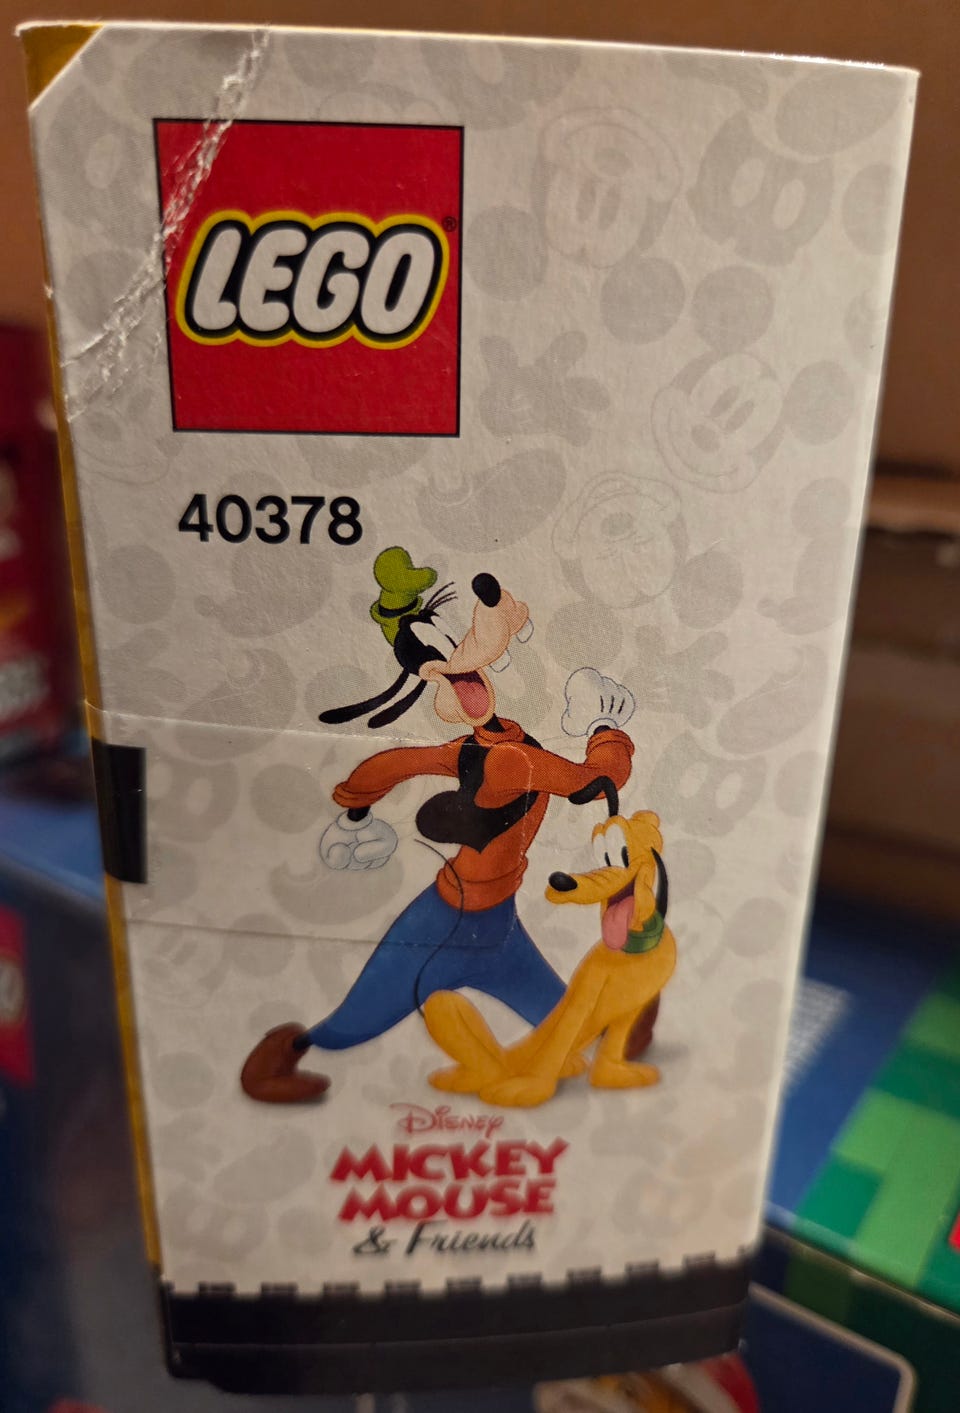 LEGO®
40378
Disney
MICKEY
MOUSE
& Friends